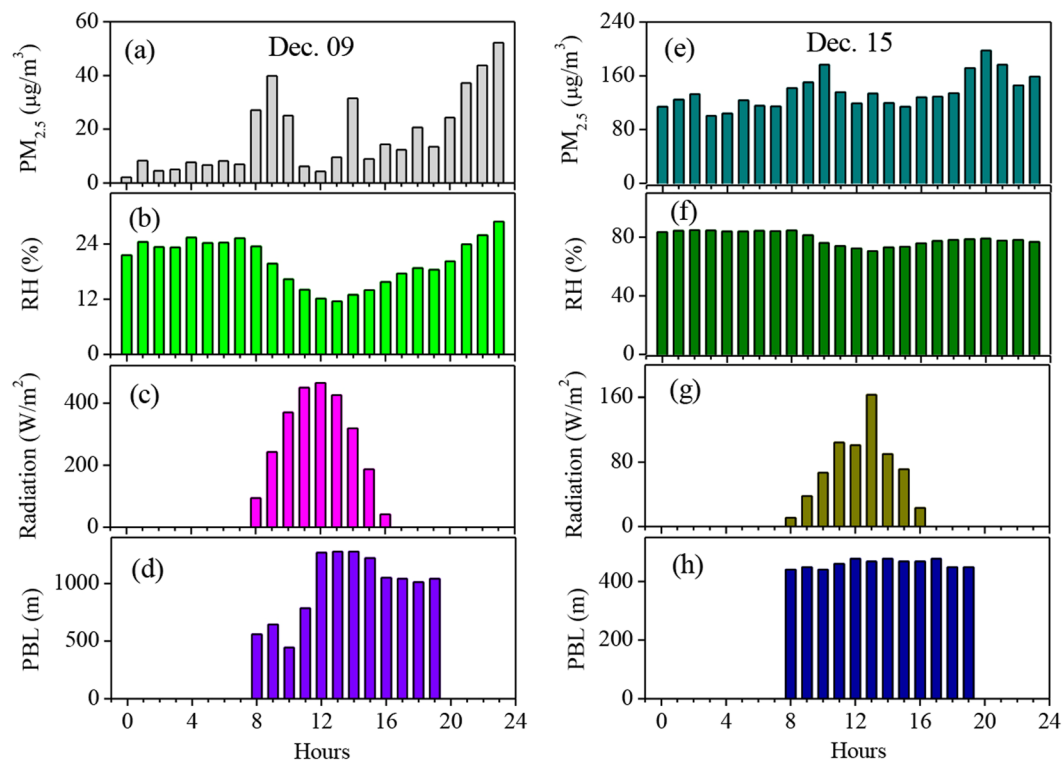 (a)
Dec. 09
PM2.5 (μg/m³)
60
40
20
0
(b)
RH (%)
24
12
0
(c)
Radiation (W/m²)
400
200
0
(d)
PBL (m)
1000
500
0
0 4 8 12 16 20 24
Hours
(e)
Dec. 15
PM2.5 (μg/m³)
240
160
80
0
(f)
RH (%)
80
40
0
(g)
Radiation (W/m²)
160
80
0
(h)
PBL (m)
400
200
0
0 4 8 12 16 20 24
Hours